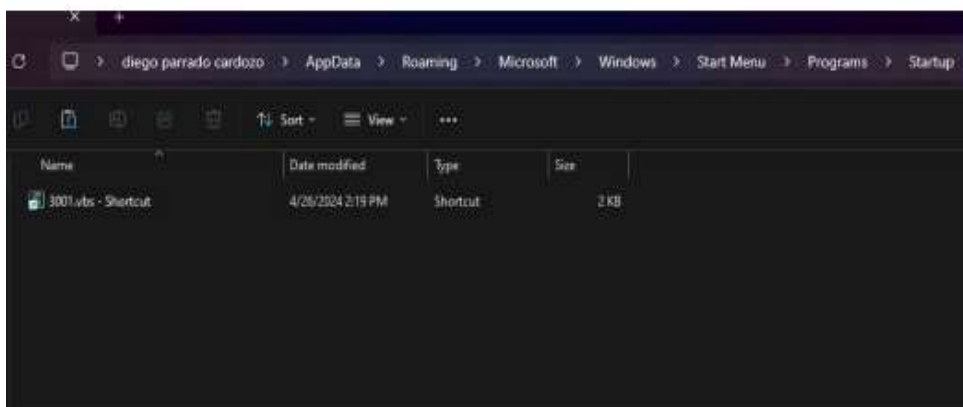 diego parrado cardozo > AppData > Roaming > Microsoft > Windows > Start Menu > Programs > Startup
Sort View ...
Name Date modified Type Size
3001.vbs - Shortcut 4/26/2024 2:19 PM Shortcut 2 KB